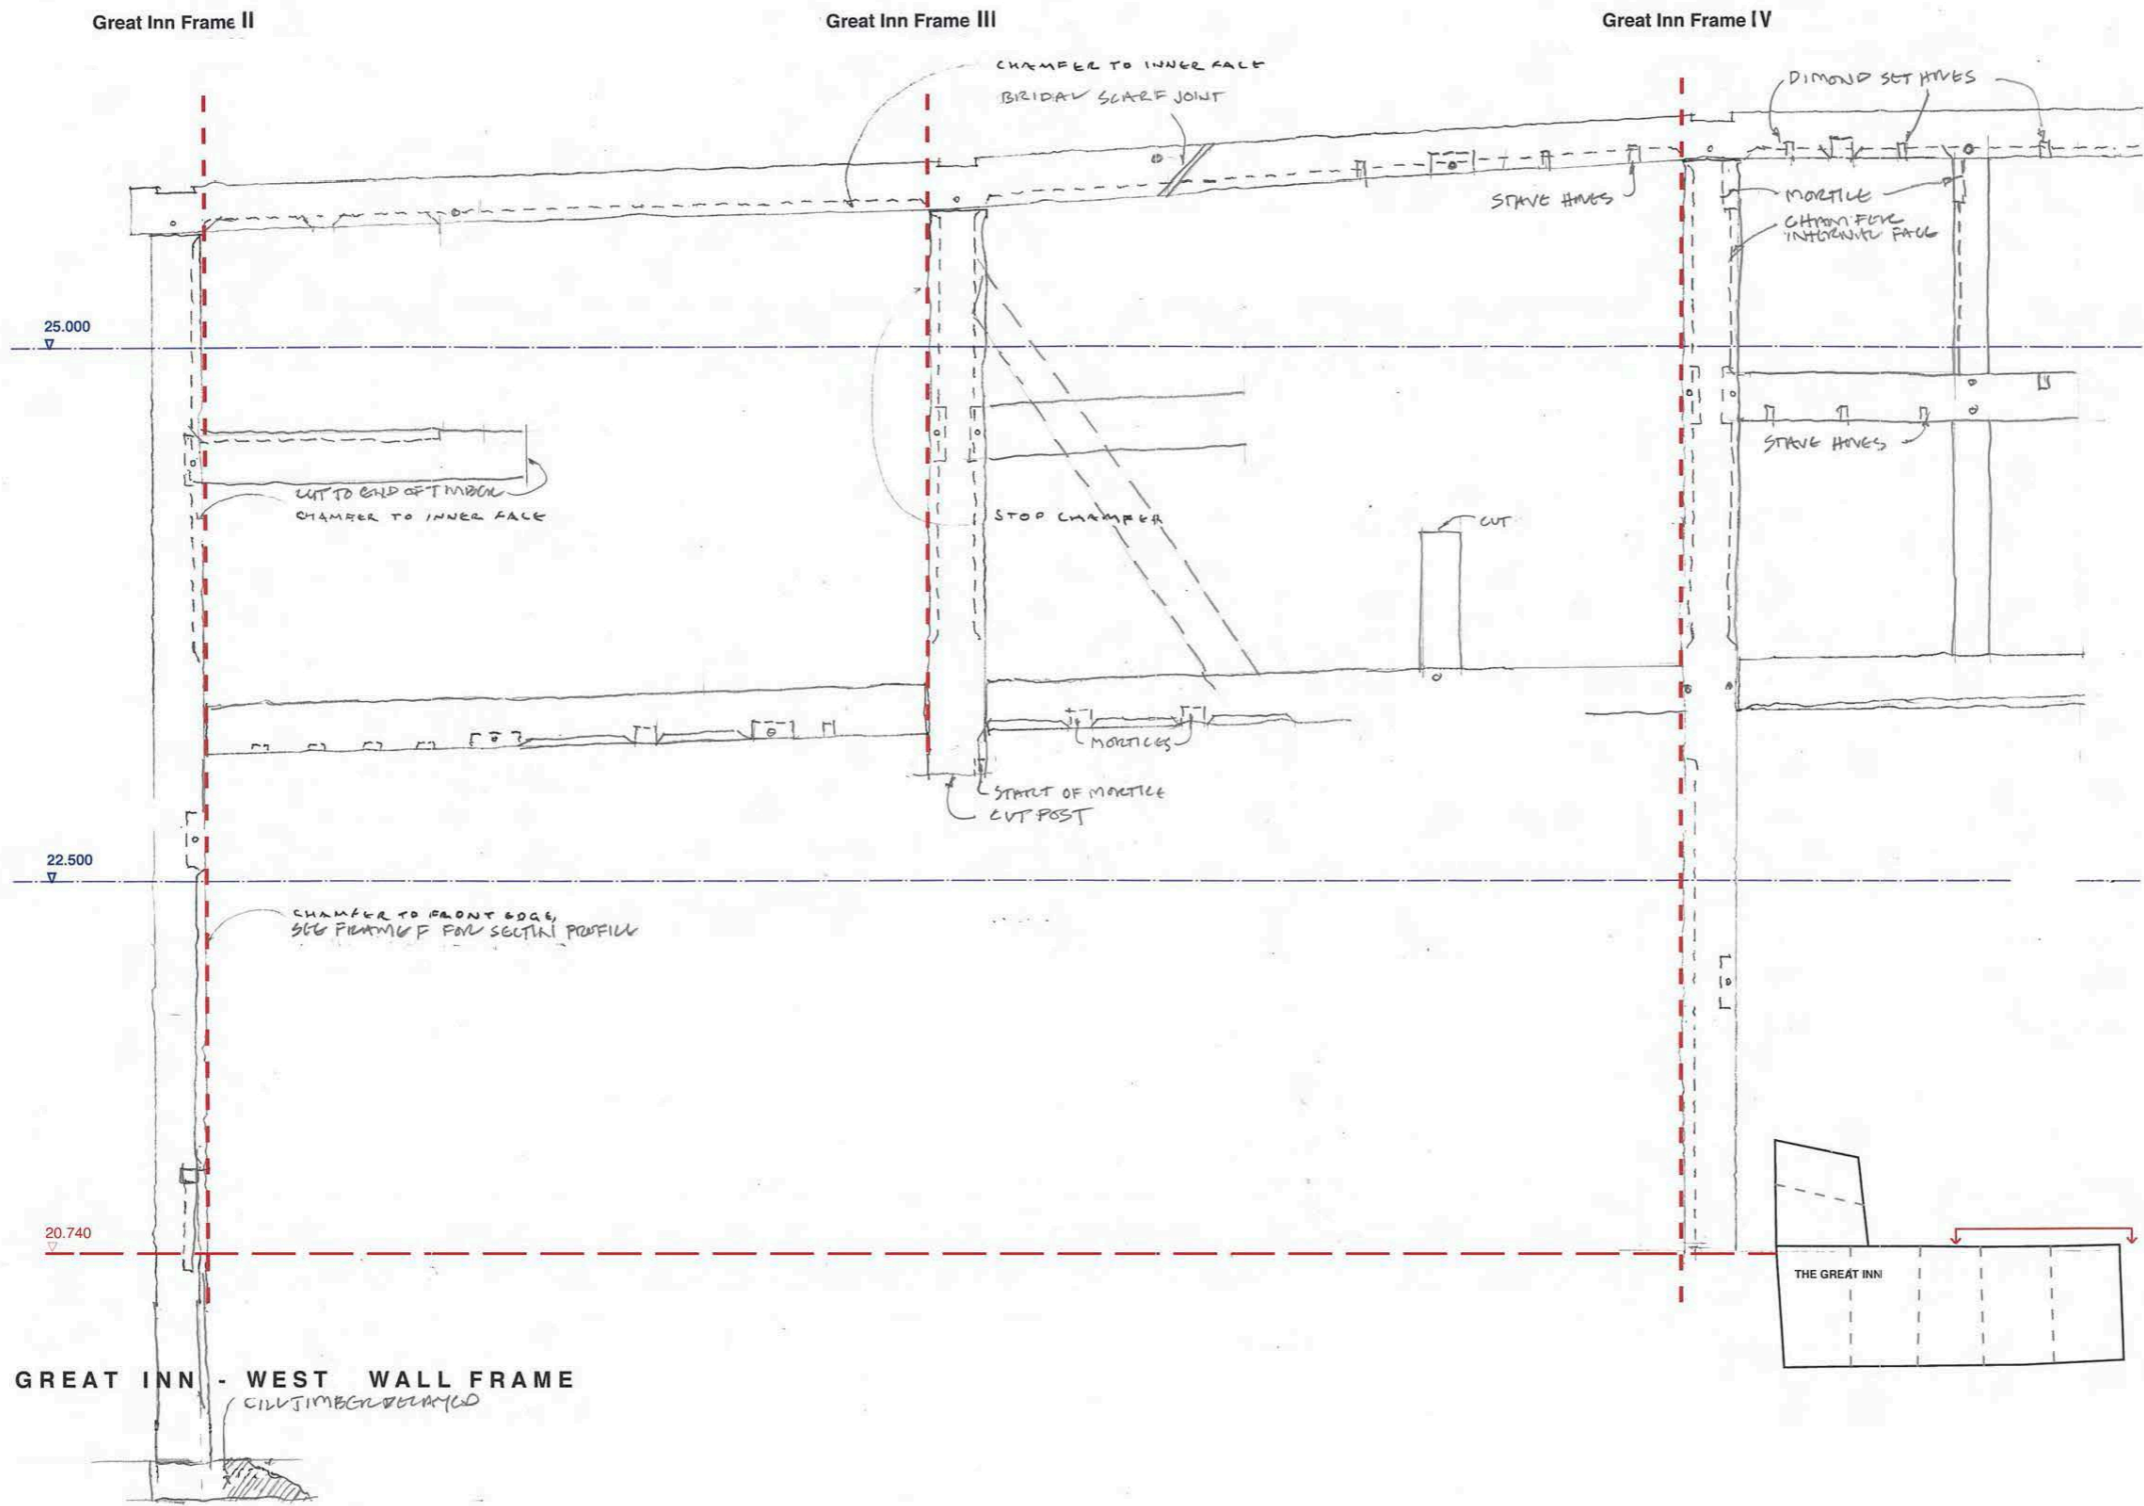 Great Inn Frame II
Great Inn Frame III
Great Inn Frame IV
CHAMFER TO INNER FACE
BRIDAL SCARF JOINT
DIMOND SET HOLES
STAVE HOLES
MORTICE
CHAMFER
INTERNAL FACE
25.000
STAVE HOLES
CUT TO END OF TIMBER
CHAMFER TO INNER FACE
STOP CHAMFER
CUT
MORTICES
START OF MORTICE
CUT POST
22.500
CHAMFER TO FRONT EDGE,
SEE FRAME F FOR SECTION PROFILE
20.740
THE GREAT INN
GREAT INN - WEST WALL FRAME
CILL TIMBER DECAYED